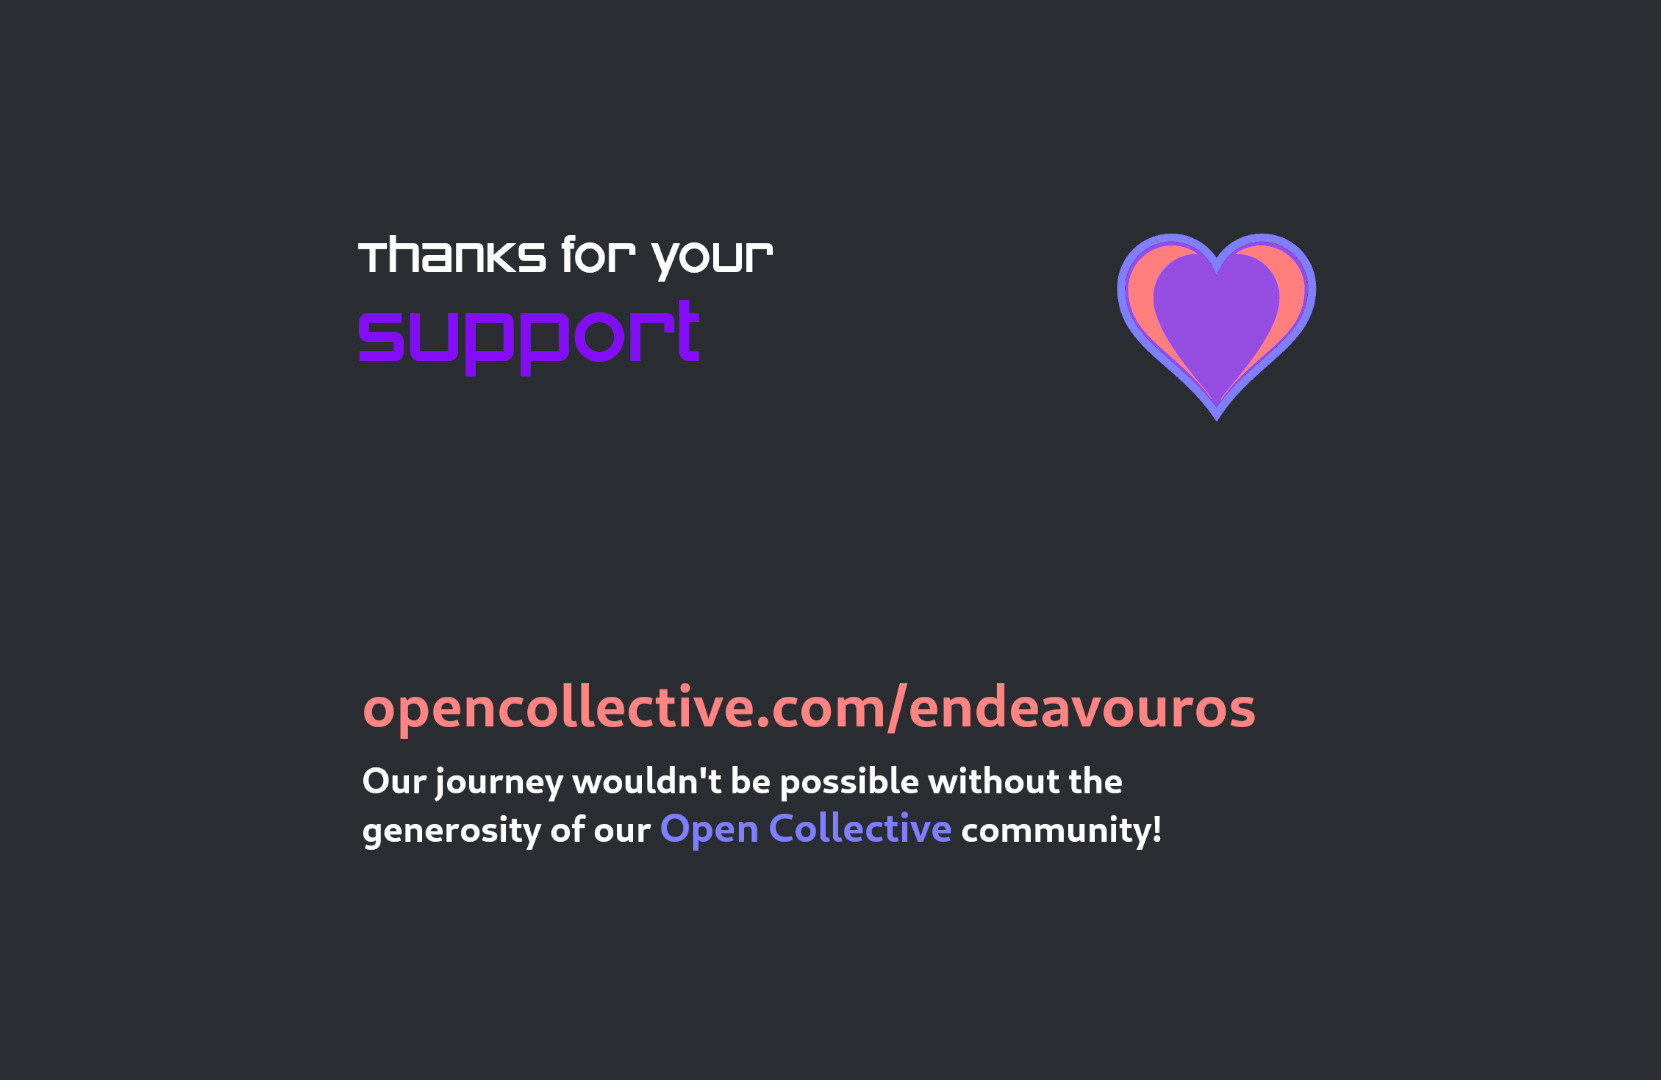 Thanks for your
support
opencollective.com/endeavouros
Our journey wouldn't be possible without the
generosity of our Open Collective community!